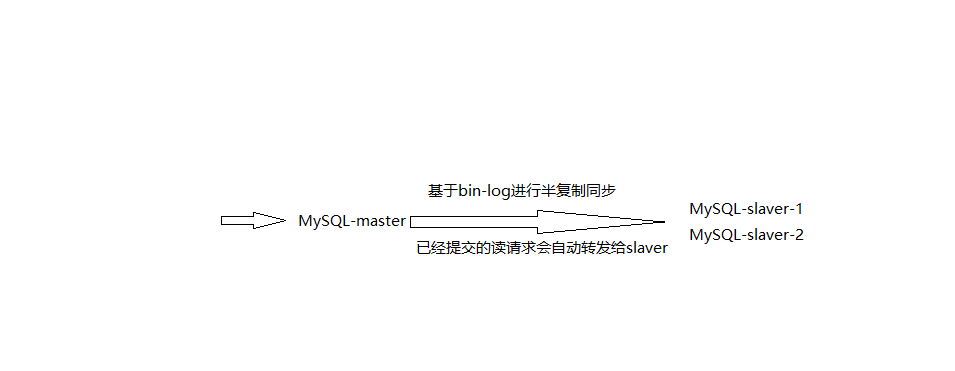 基于bin-log进行半复制同步
MySQL-master
MySQL-slaver-1
MySQL-slaver-2
已经提交的读请求会自动转发给slaver